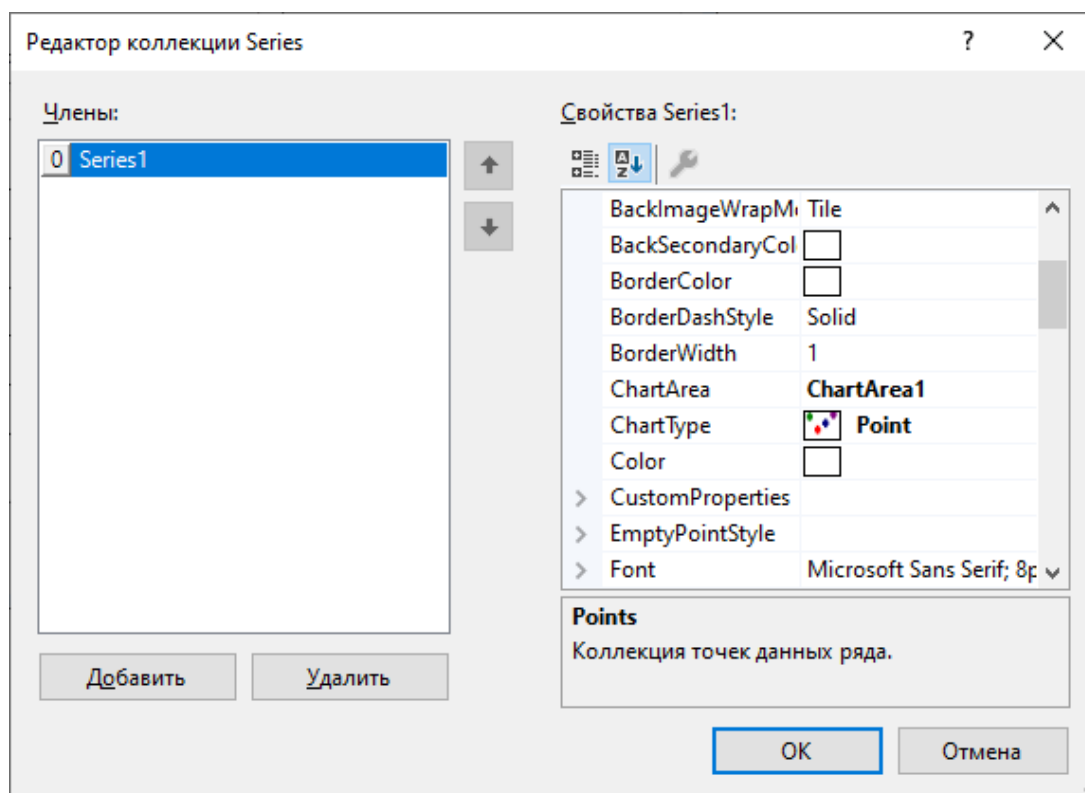 Редактор коллекции Series
?
Члены:
0 Series1
Добавить
Удалить
Свойства Series1:
BackImageWrapM Tile
BackSecondaryCol
BorderColor
BorderDashStyle Solid
BorderWidth 1
ChartArea ChartArea1
ChartType Point
Color
CustomProperties
EmptyPointStyle
Font Microsoft Sans Serif; 8p
Points
Коллекция точек данных ряда.
OK
Отмена